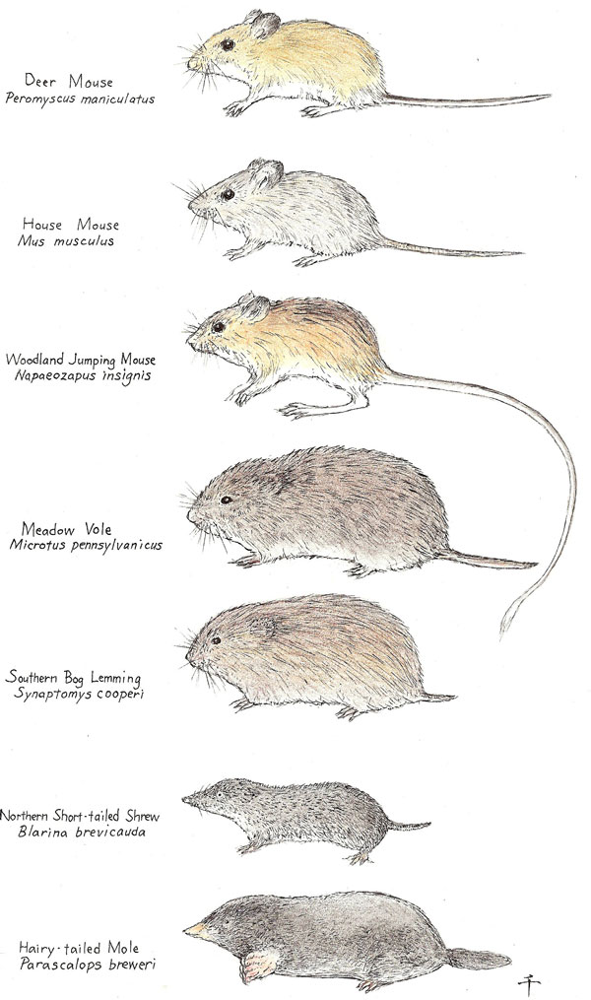 Deer Mouse
Peromyscus maniculatus
House Mouse
Mus musculus
Woodland Jumping Mouse
Napaeozapus insignis
Meadow Vole
Microtus pennsylvanicus
Southern Bog Lemming
Synaptomys cooperi
Northern Short-tailed Shrew
Blarina brevicauda
Hairy-tailed Mole
Parascalops breweri
千